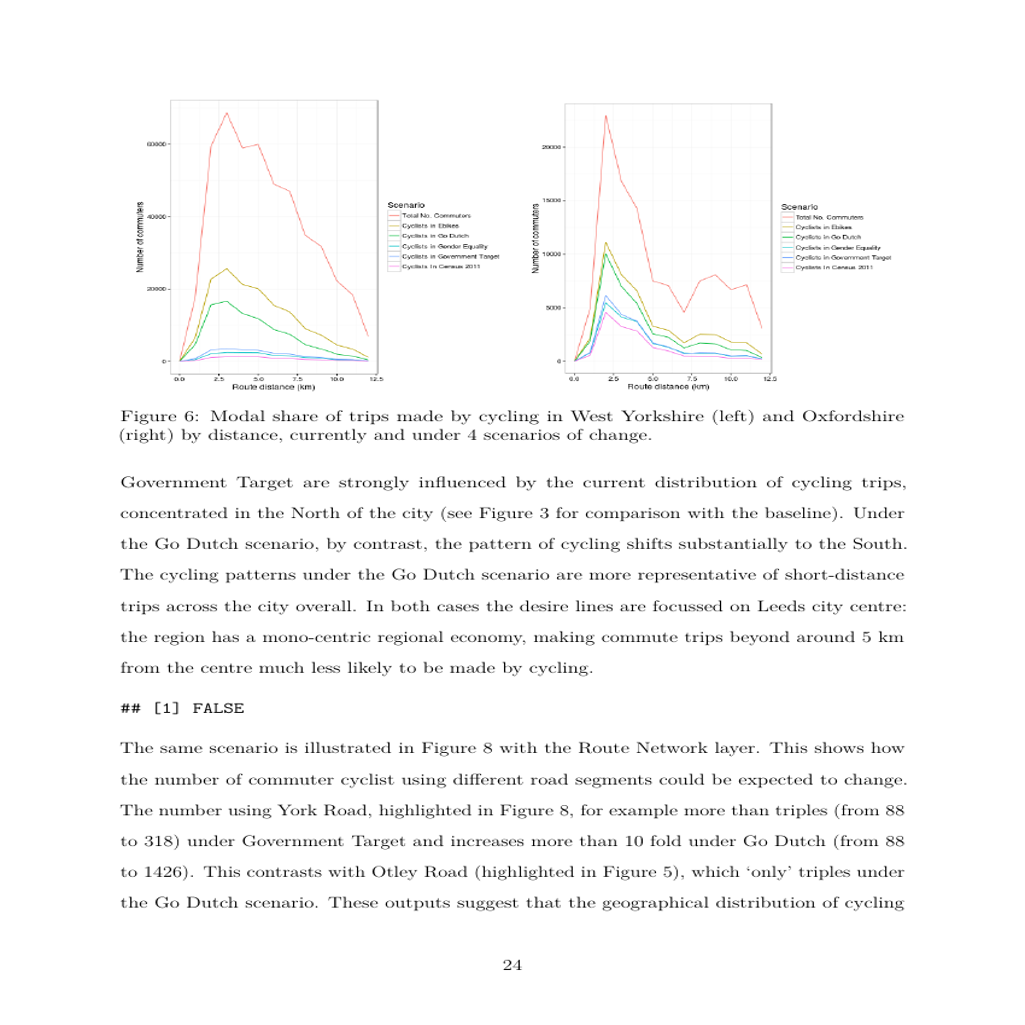 Number of commuters
60000
40000
20000
0
0.0 2.5 5.0 7.5 10.0 12.5
Route distance (km)
Scenario
Total No. Commuters
Cyclists in Ebikes
Cyclists in Go Dutch
Cyclists in Gender Equality
Cyclists in Government Target
Cyclists in Census 2011
Number of commuters
20000
15000
10000
5000
0
0.0 2.5 5.0 7.5 10.0 12.5
Route distance (km)
Scenario
Total No. Commuters
Cyclists in Ebikes
Cyclists in Go Dutch
Cyclists in Gender Equality
Cyclists in Government Target
Cyclists in Census 2011
Figure 6: Modal share of trips made by cycling in West Yorkshire (left) and Oxfordshire
(right) by distance, currently and under 4 scenarios of change.
Government Target are strongly influenced by the current distribution of cycling trips,
concentrated in the North of the city (see Figure 3 for comparison with the baseline). Under
the Go Dutch scenario, by contrast, the pattern of cycling shifts substantially to the South.
The cycling patterns under the Go Dutch scenario are more representative of short-distance
trips across the city overall. In both cases the desire lines are focussed on Leeds city centre:
the region has a mono-centric regional economy, making commute trips beyond around 5 km
from the centre much less likely to be made by cycling.
## [1] FALSE
The same scenario is illustrated in Figure 8 with the Route Network layer. This shows how
the number of commuter cyclist using different road segments could be expected to change.
The number using York Road, highlighted in Figure 8, for example more than triples (from 88
to 318) under Government Target and increases more than 10 fold under Go Dutch (from 88
to 1426). This contrasts with Otley Road (highlighted in Figure 5), which ‘only’ triples under
the Go Dutch scenario. These outputs suggest that the geographical distribution of cycling
24